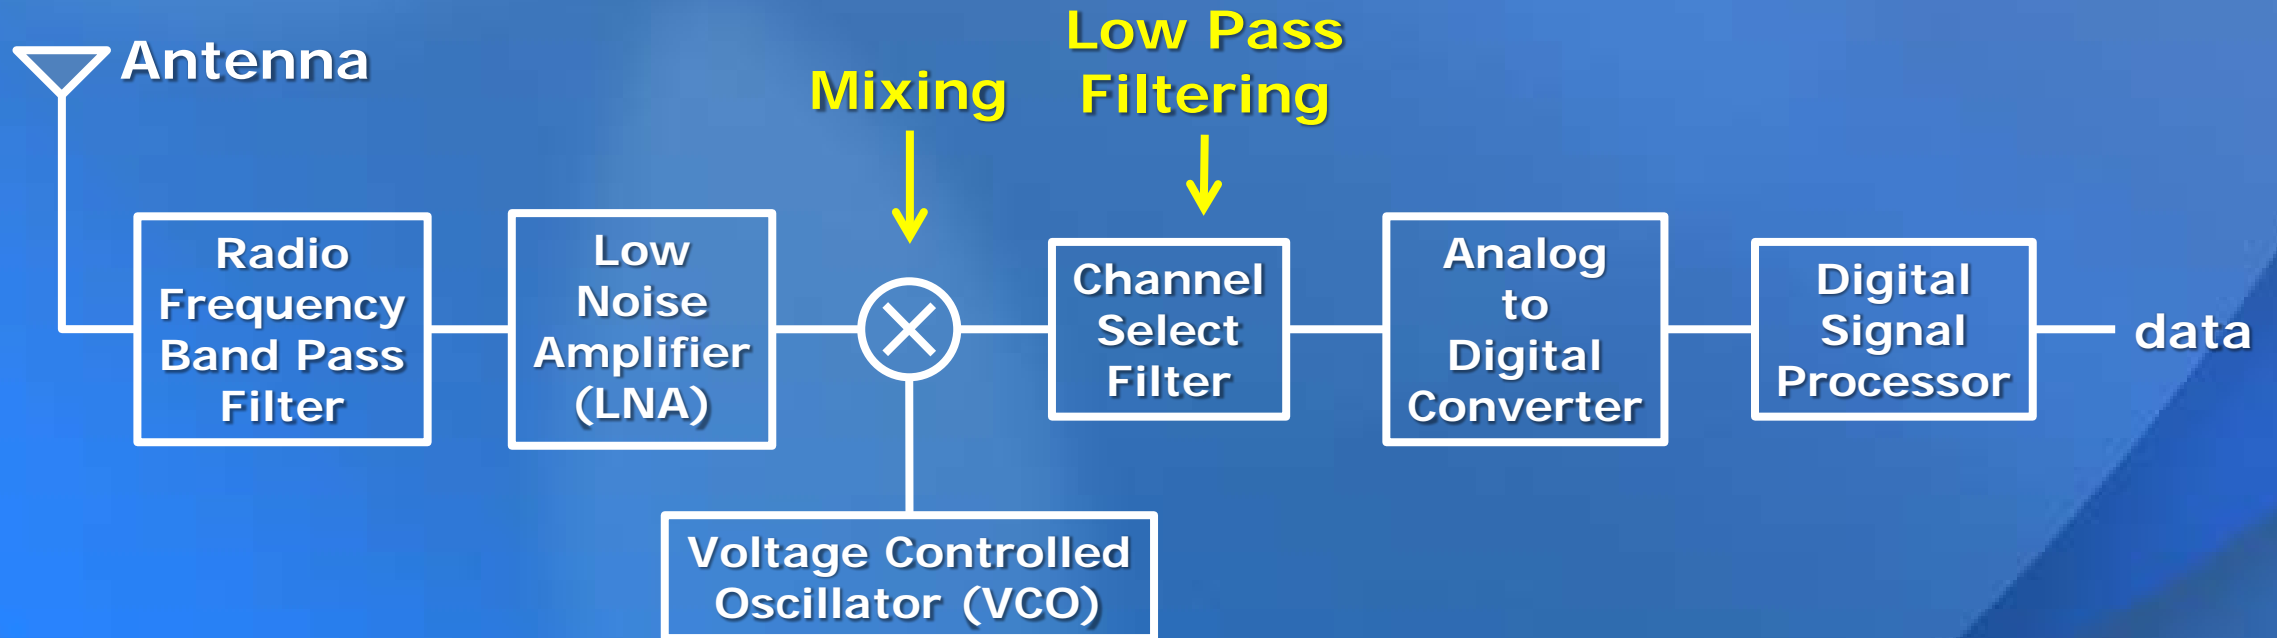 Antenna
Mixing
Low Pass
Filtering
Radio
Frequency
Band Pass
Filter
Low
Noise
Amplifier
(LNA)
Channel
Select
Filter
Analog
to
Digital
Converter
Digital
Signal
Processor
data
Voltage Controlled
Oscillator (VCO)